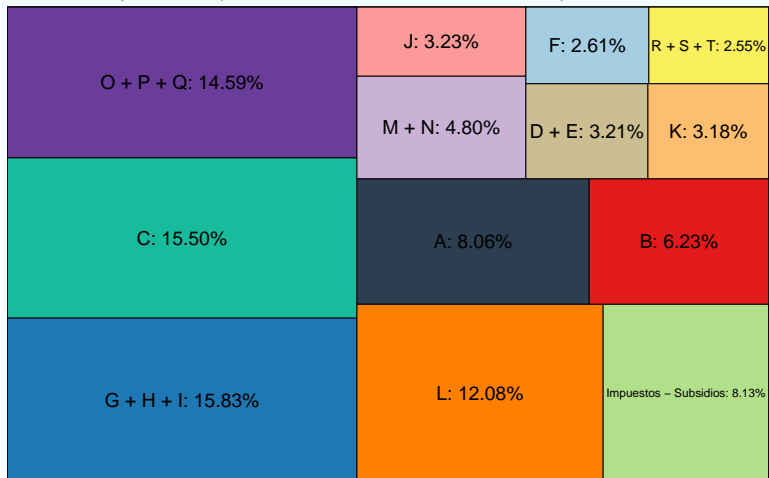 J: 3.23%
F: 2.61%
R + S + T: 2.55%
O + P + Q: 14.59%
M + N: 4.80%
D + E: 3.21%
K: 3.18%
C: 15.50%
A: 8.06%
B: 6.23%
G + H + I: 15.83%
L: 12.08%
Impuestos − Subsidios: 8.13%